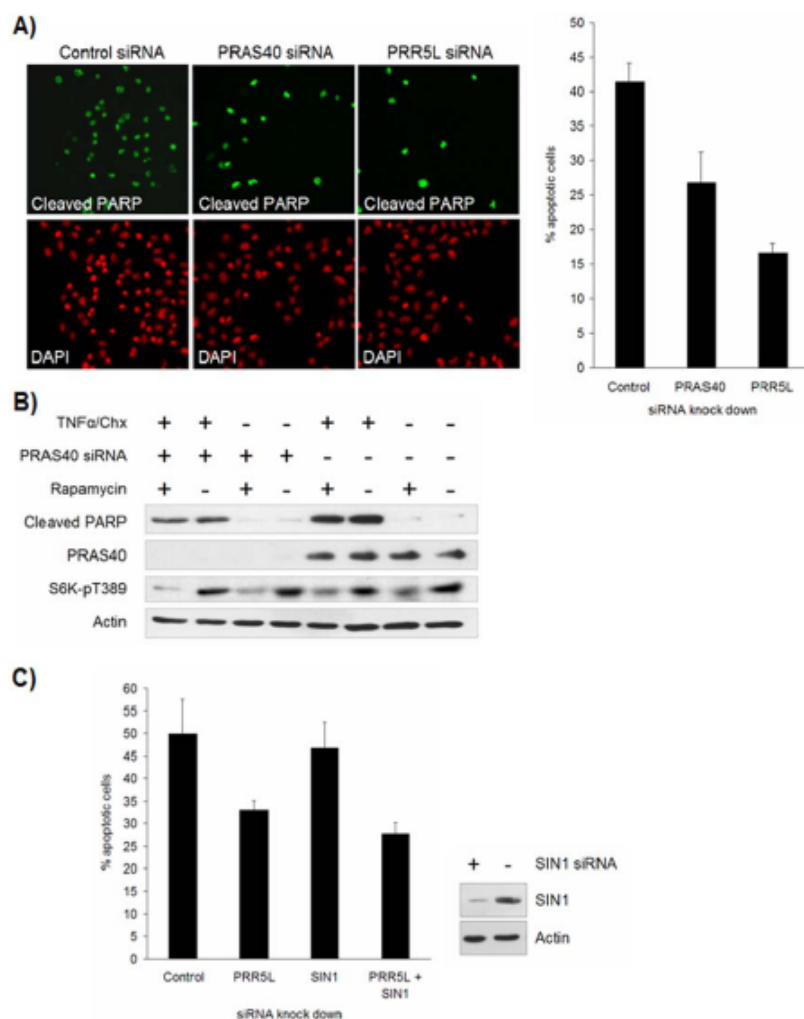 A)
Control siRNA PRAS40 siRNA PRR5L siRNA
Cleaved PARP Cleaved PARP Cleaved PARP
DAPI DAPI DAPI
% apoptotic cells
50
45
40
35
30
25
20
15
10
5
0
Control PRAS40 PRR5L
siRNA knock down
B)
TNFα/Chx + + - - + + - -
PRAS40 siRNA + + + + - - - -
Rapamycin + - + - + - + -
Cleaved PARP
PRAS40
S6K-pT389
Actin
C)
% apoptotic cells
60
55
50
45
40
35
30
25
20
15
10
5
0
Control PRR5L SIN1 PRR5L +
SIN1
siRNA knock down
+ - SIN1 siRNA
SIN1
Actin